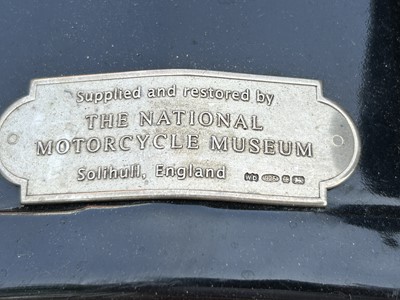 Supplied and restored by
THE NATIONAL
MOTORCYCLE MUSEUM
Solihull, England